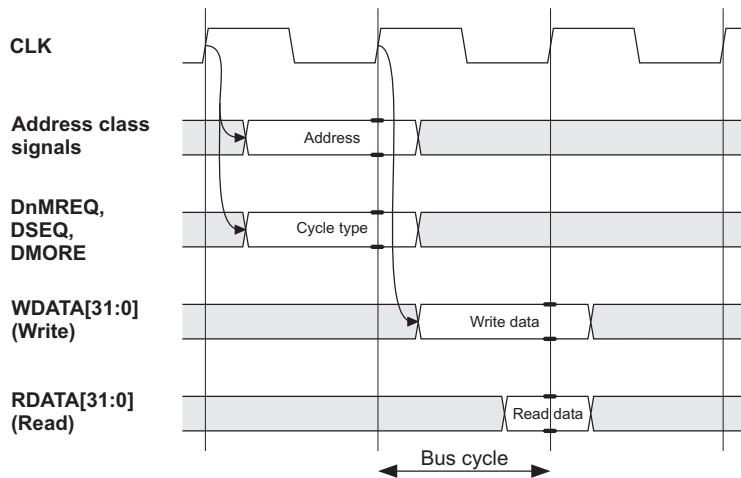 CLK
Address class
signals
Address
DnMREQ,
DSEQ,
DMORE
Cycle type
WDATA[31:0]
(Write)
Write data
RDATA[31:0]
(Read)
Read data
Bus cycle